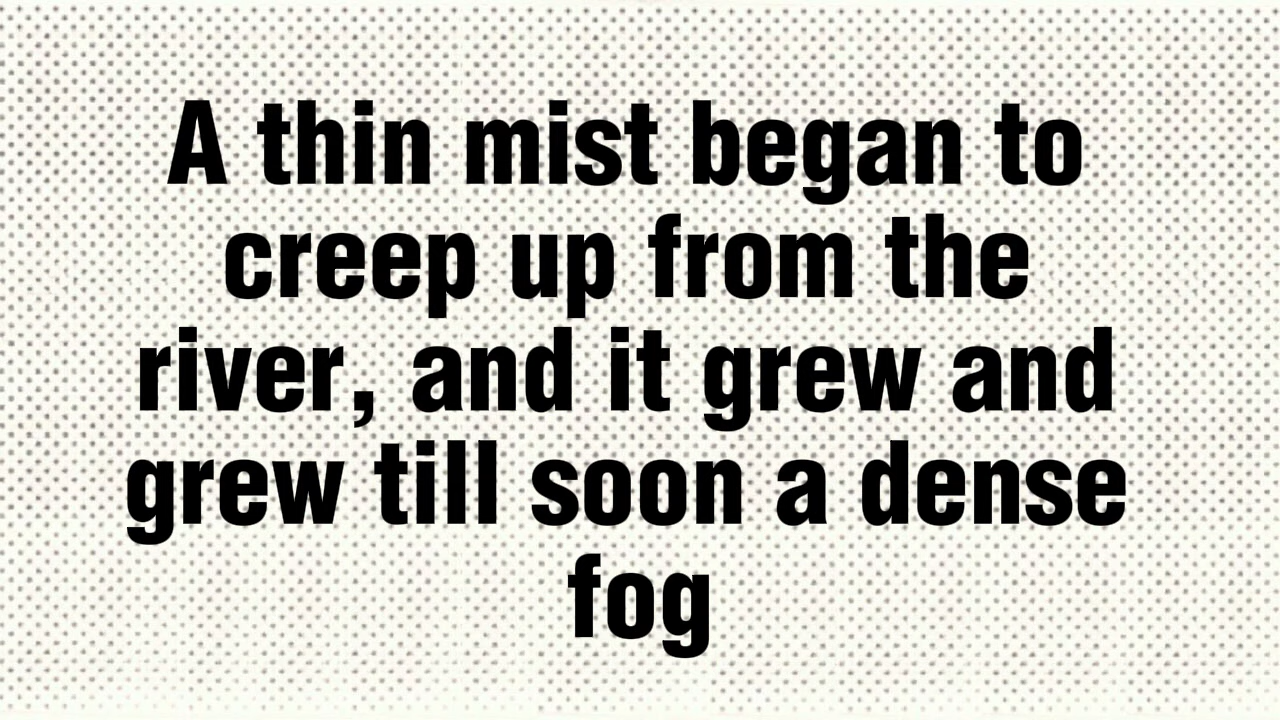 A thin mist began to
creep up from the
river, and it grew and
grew till soon a dense
fog